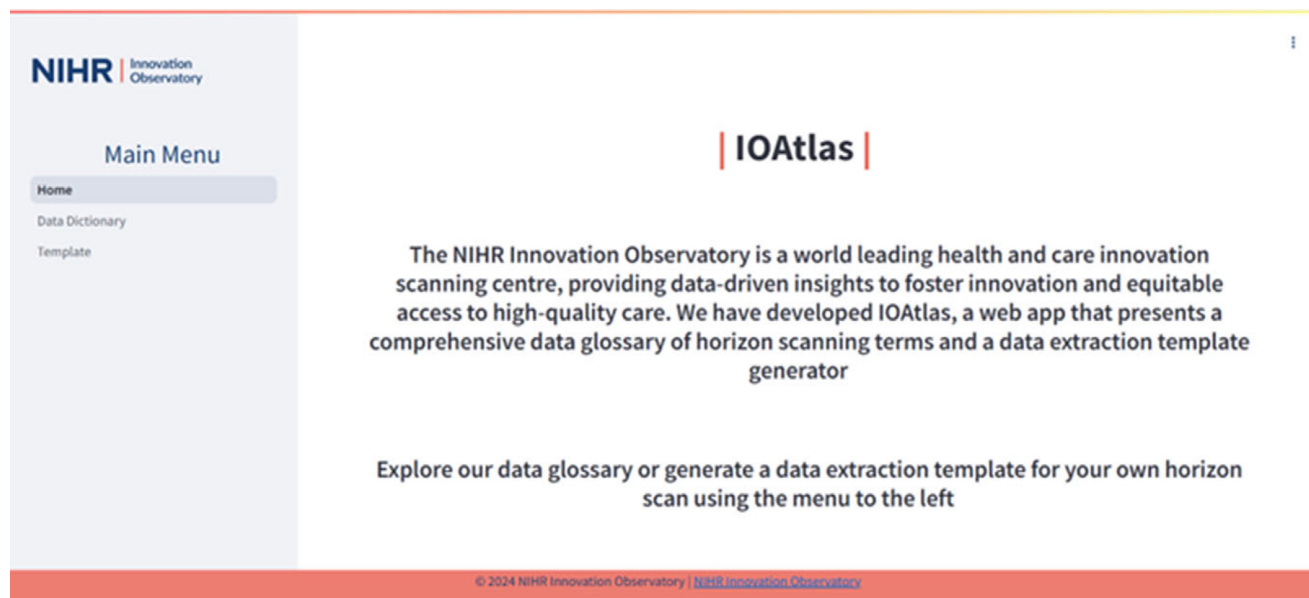 NIHR | Innovation
Observatory
Main Menu
Home
Data Dictionary
Template
| IOAtlas |
The NIHR Innovation Observatory is a world leading health and care innovation
scanning centre, providing data-driven insights to foster innovation and equitable
access to high-quality care. We have developed IOAtlas, a web app that presents a
comprehensive data glossary of horizon scanning terms and a data extraction template
generator
Explore our data glossary or generate a data extraction template for your own horizon
scan using the menu to the left
© 2024 NIHR Innovation Observatory | NIHR Innovation Observatory